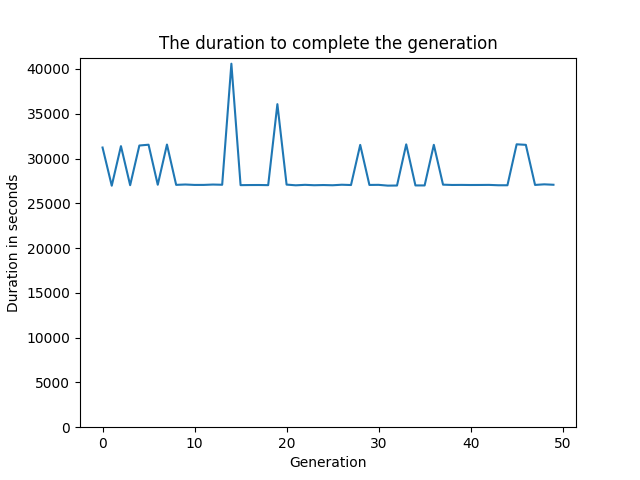 The duration to complete the generation
40000
35000
30000
25000
20000
15000
10000
5000
0
Duration in seconds
0 10 20 30 40 50
Generation